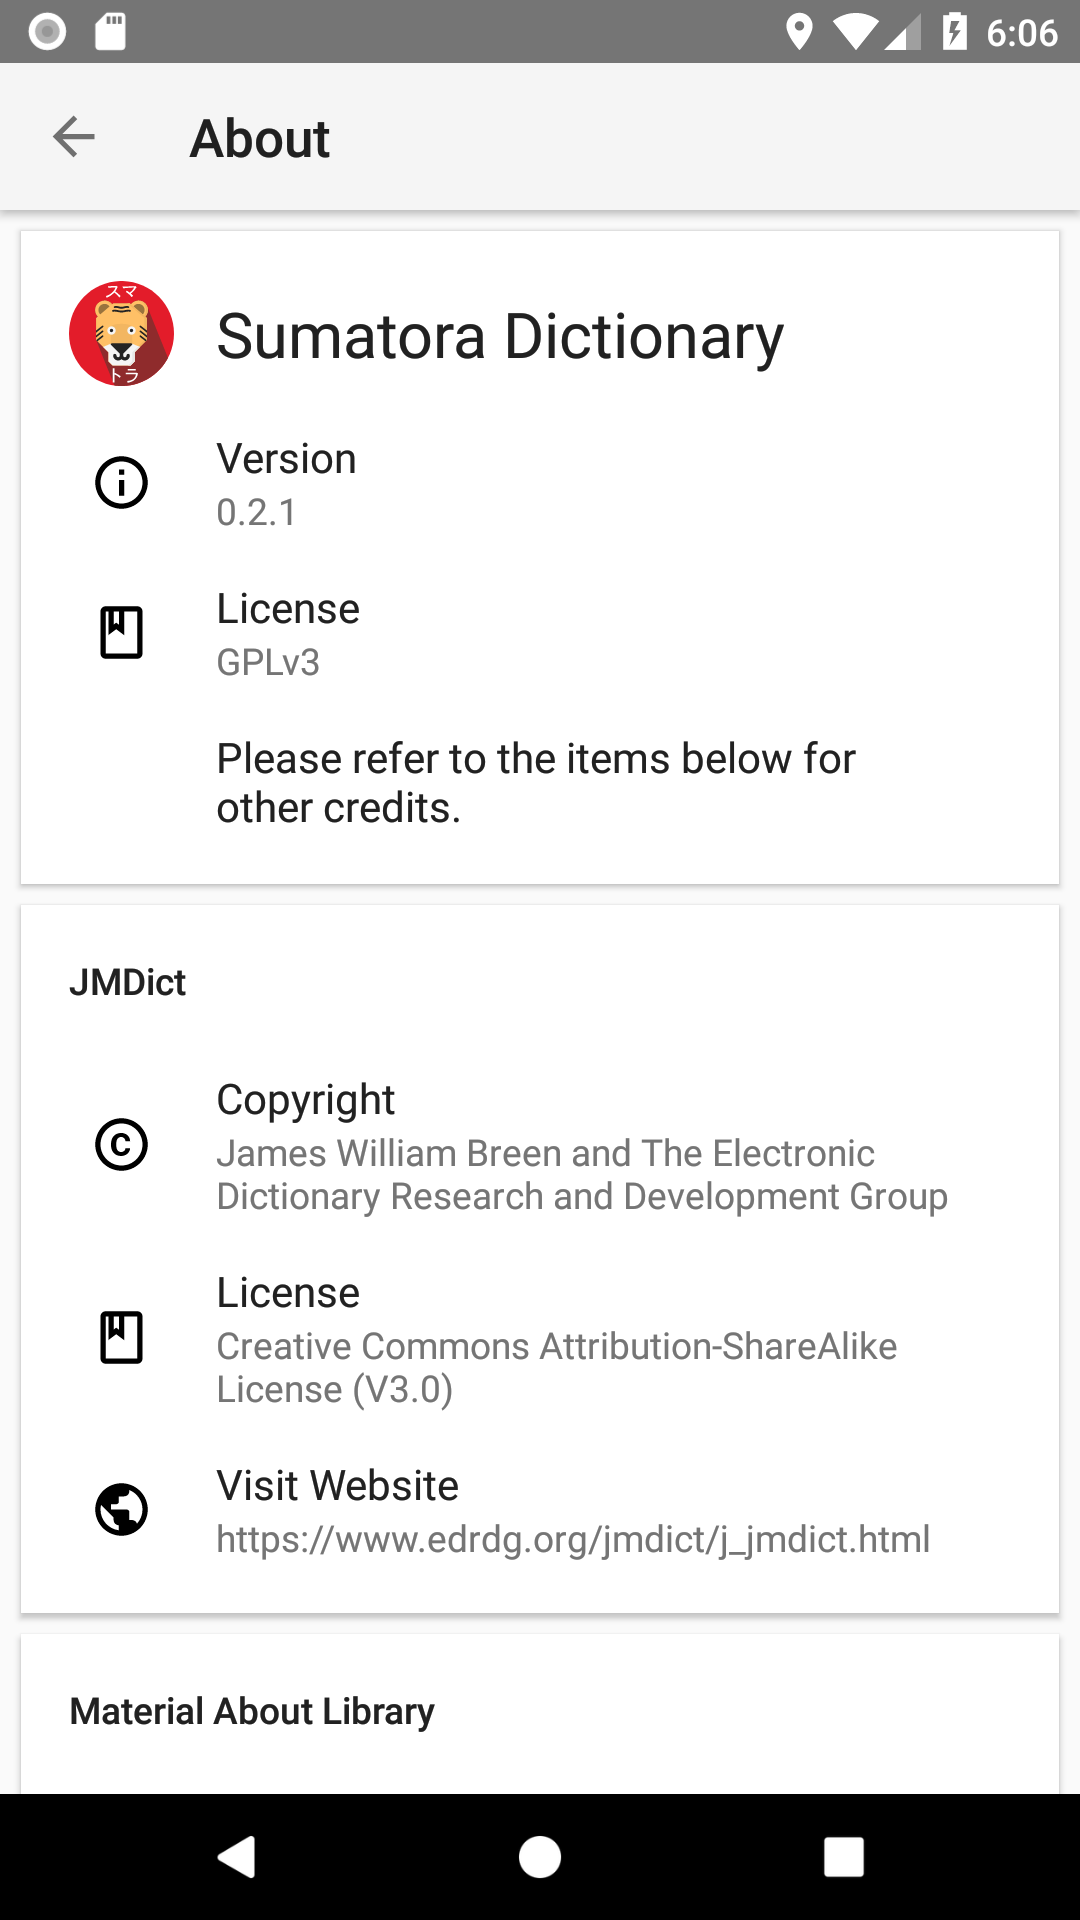 6:06
About
スマ
トラ
Sumatora Dictionary
Version
0.2.1
License
GPLv3
Please refer to the items below for
other credits.
JMDict
Copyright
James William Breen and The Electronic
Dictionary Research and Development Group
License
Creative Commons Attribution-ShareAlike
License (V3.0)
Visit Website
https://www.edrdg.org/jmdict/j_jmdict.html
Material About Library